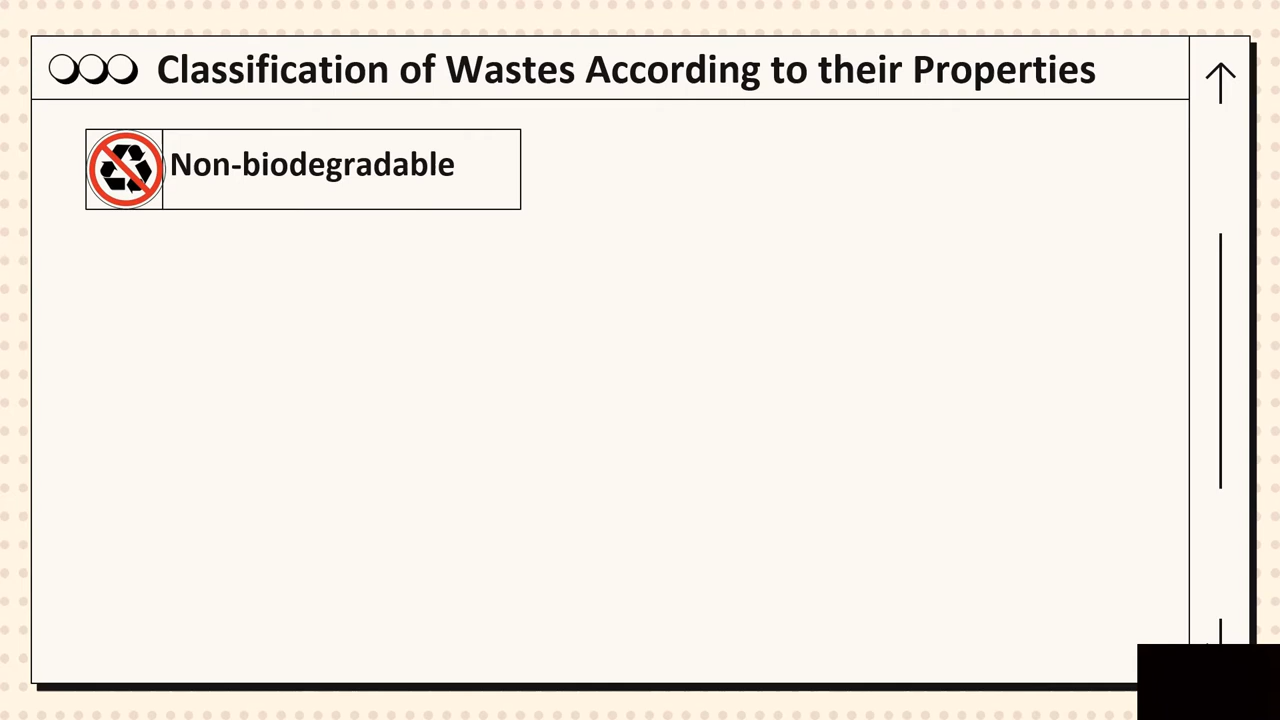 Classification of Wastes According to their Properties
Non-biodegradable